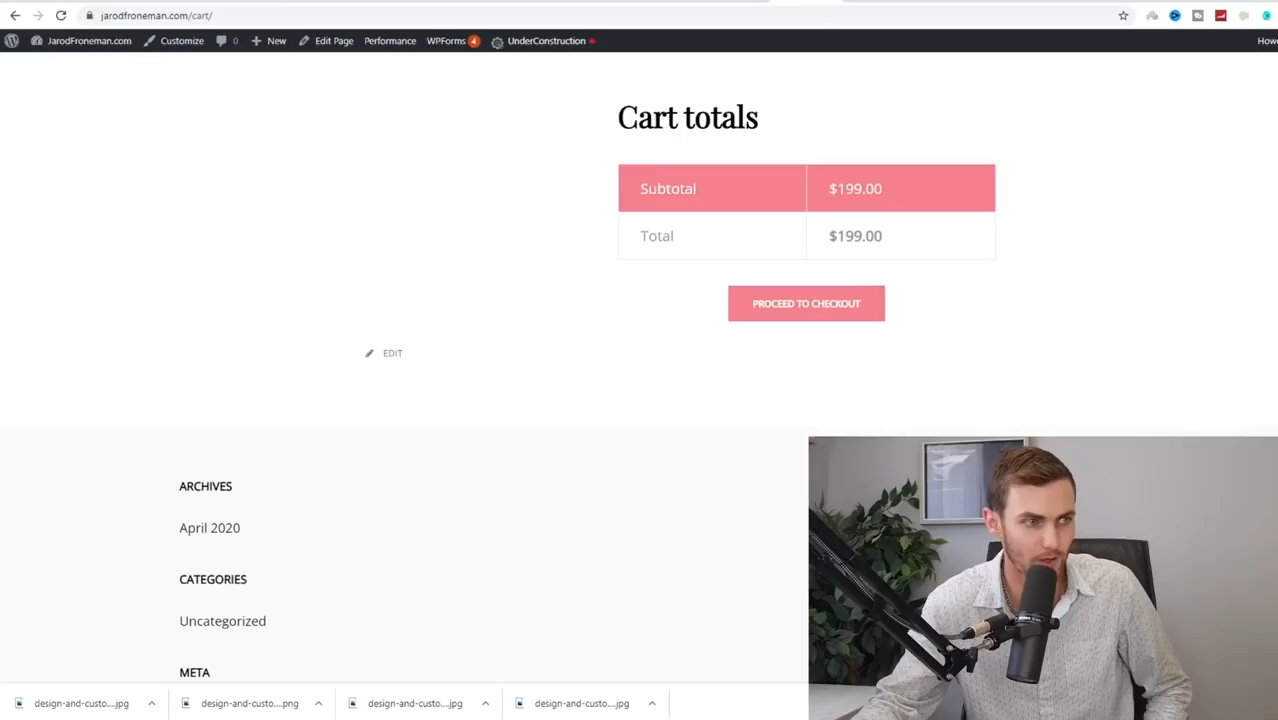 jarodfroneman.com/cart/
JarodFroneman.com Customize 0 New Edit Page Performance WPForms 4 UnderConstruction
Cart totals
Subtotal $199.00
Total $199.00
PROCEED TO CHECKOUT
EDIT
ARCHIVES
April 2020
CATEGORIES
Uncategorized
META
design-and-custo....jpg design-and-custo....png design-and-custo....jpg design-and-custo....jpg